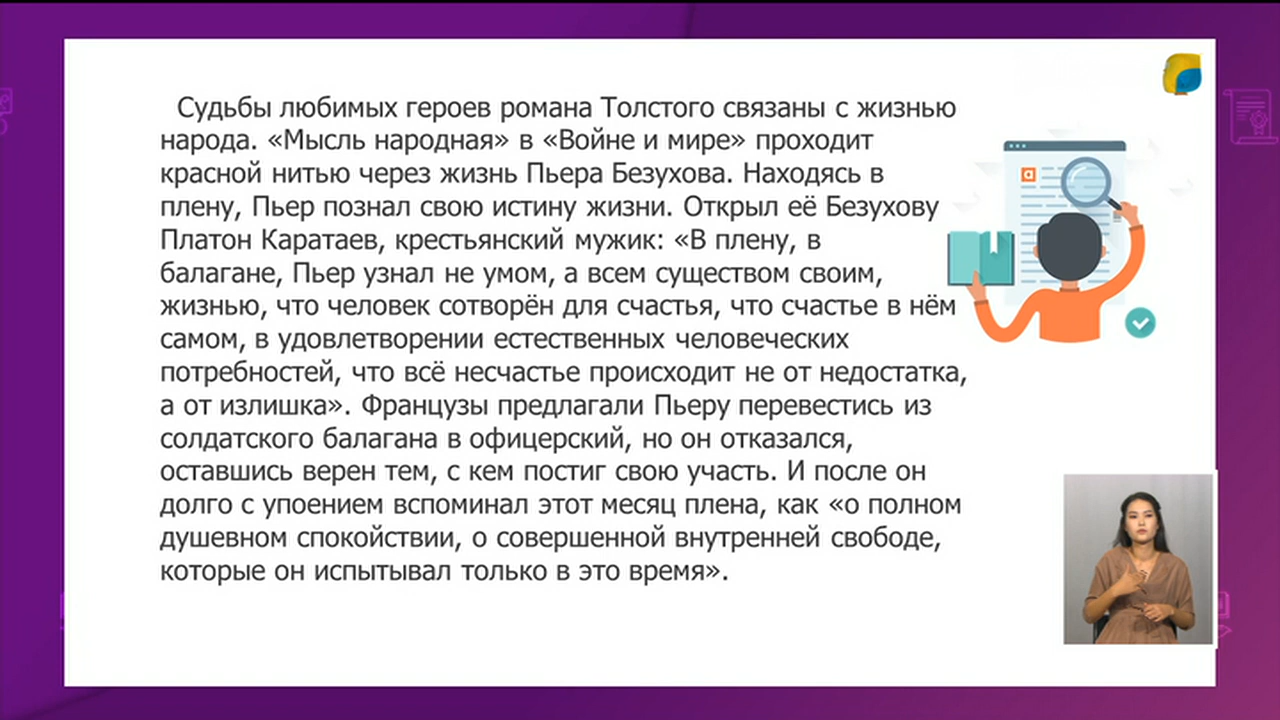 Судьбы любимых героев романа Толстого связаны с жизнью
народа. «Мысль народная» в «Войне и мире» проходит
красной нитью через жизнь Пьера Безухова. Находясь в
плену, Пьер познал свою истину жизни. Открыл её Безухову
Платон Каратаев, крестьянский мужик: «В плену, в
балагане, Пьер узнал не умом, а всем существом своим,
жизнью, что человек сотворён для счастья, что счастье в нём
самом, в удовлетворении естественных человеческих
потребностей, что всё несчастье происходит не от недостатка,
а от излишка». Французы предлагали Пьеру перевестись из
солдатского балагана в офицерский, но он отказался,
оставшись верен тем, с кем постиг свою участь. И после он
долго с упоением вспоминал этот месяц плена, как «о полном
душевном спокойствии, о совершенной внутренней свободе,
которые он испытывал только в это время».
a